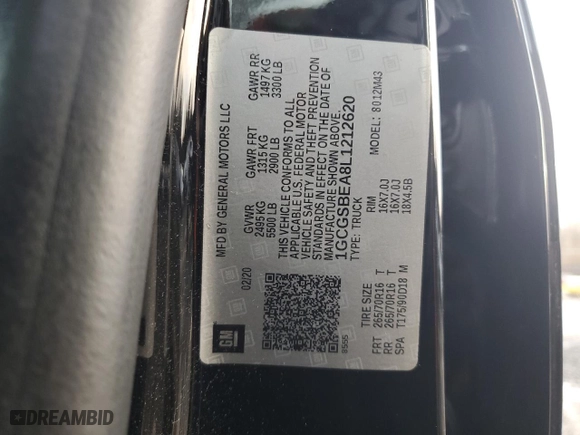 MFD BY GENERAL MOTORS LLC
02/20
GVWR GAWR FRT GAWR RR
2495 KG 1315 KG 1497 KG
5500 LB 2900 LB 3300 LB
THIS VEHICLE CONFORMS TO ALL
APPLICABLE U.S. FEDERAL MOTOR
VEHICLE SAFETY AND THEFT PREVENTION
STANDARDS IN EFFECT ON THE DATE OF
MANUFACTURE SHOWN ABOVE.
1GCGSBEA8L1212620
TYPE: TRUCK MODEL: 8012M43
GM
8505
TIRE SIZE RIM
FRT 265/70R16 T 16X7.0J
RR 265/70R16 T 16X7.0J
SPA T175/90D18 M 18X4.5B
DREAMBID